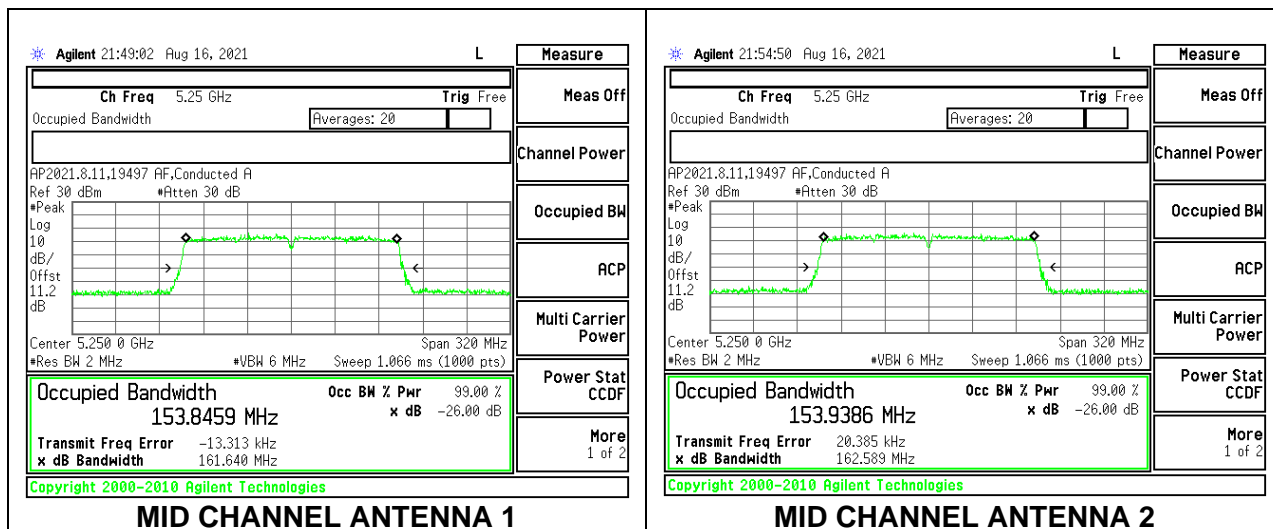 Agilent 21:49:02 Aug 16, 2021 L
Measure
Ch Freq 5.25 GHz Trig Free
Meas Off
Occupied Bandwidth Averages: 20
Channel Power
AP2021.8.11,19497 AF,Conducted A
Ref 30 dBm #Atten 30 dB
#Peak
Log
10
dB/
Offst
11.2
dB
Occupied BW
ACP
Multi Carrier
Power
Center 5.250 0 GHz Span 320 MHz
#Res BW 2 MHz #VBW 6 MHz Sweep 1.066 ms (1000 pts)
Power Stat
CCDF
Occupied Bandwidth Occ BW % Pwr 99.00 %
153.8459 MHz x dB -26.00 dB
Transmit Freq Error -13.313 kHz
x dB Bandwidth 161.640 MHz
More
1 of 2
Copyright 2000-2010 Agilent Technologies
MID CHANNEL ANTENNA 1
Agilent 21:54:50 Aug 16, 2021 L
Measure
Ch Freq 5.25 GHz Trig Free
Meas Off
Occupied Bandwidth Averages: 20
Channel Power
AP2021.8.11,19497 AF,Conducted A
Ref 30 dBm #Atten 30 dB
#Peak
Log
10
dB/
Offst
11.2
dB
Occupied BW
ACP
Multi Carrier
Power
Center 5.250 0 GHz Span 320 MHz
#Res BW 2 MHz #VBW 6 MHz Sweep 1.066 ms (1000 pts)
Power Stat
CCDF
Occupied Bandwidth Occ BW % Pwr 99.00 %
153.9386 MHz x dB -26.00 dB
Transmit Freq Error 20.385 kHz
x dB Bandwidth 162.589 MHz
More
1 of 2
Copyright 2000-2010 Agilent Technologies
MID CHANNEL ANTENNA 2